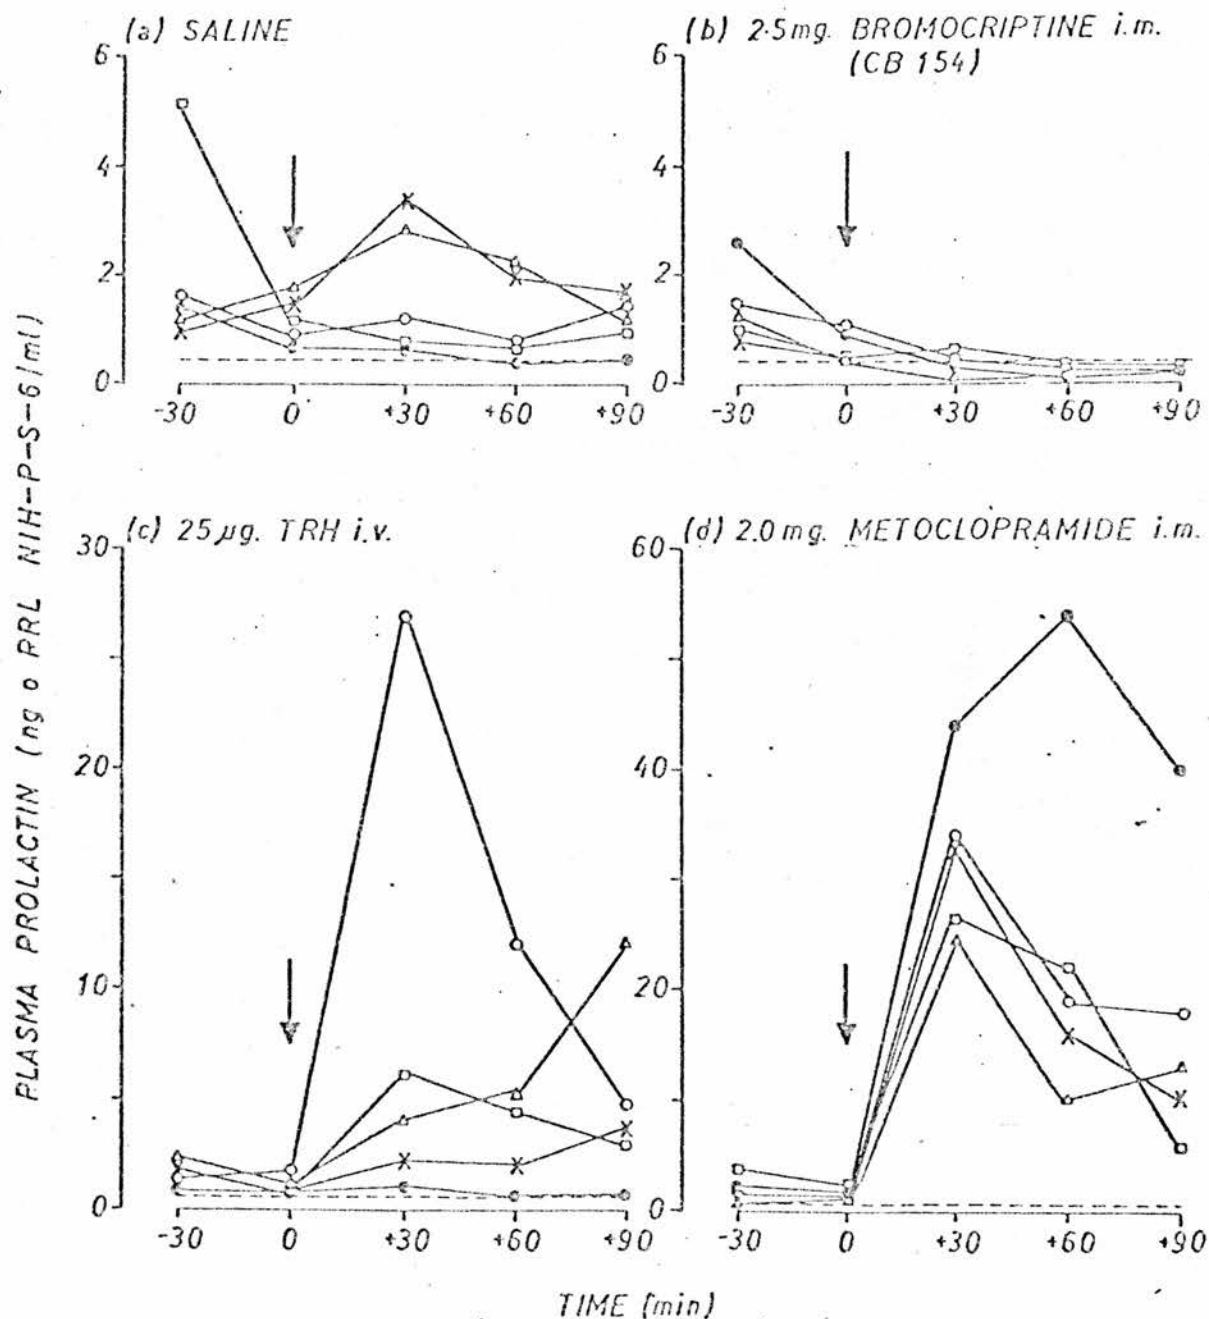 (a) SALINE
(b) 2·5mg. BROMOCRIPTINE i.m.
(CB 154)
6
4
2
0
-30 0 +30 +60 +90
6
4
2
0
-30 0 +30 +60 +90
PLASMA PROLACTIN (ng o PRL NIH-P-S-6/ml)
(c) 25 µg. TRH i.v.
(d) 2.0 mg. METOCLOPRAMIDE i.m.
30
20
10
0
-30 0 +30 +60 +90
60
40
20
0
-30 0 +30 +60 +90
TIME (min)